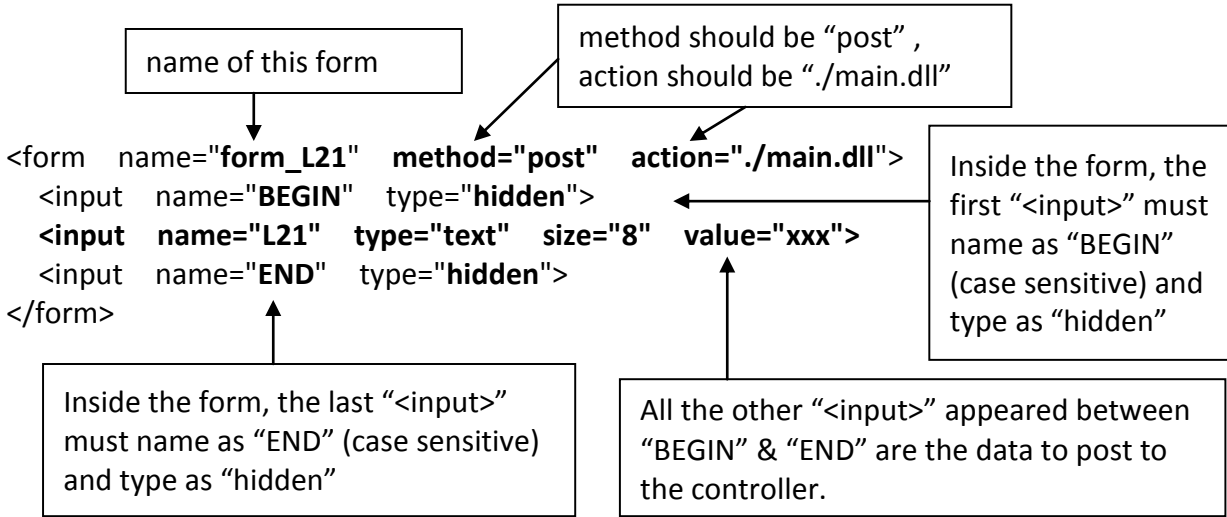 name of this form
method should be “post” ,
action should be “./main.dll”
<form name="form_L21" method="post" action="./main.dll">
<input name="BEGIN" type="hidden">
<input name="L21" type="text" size="8" value="xxx">
<input name="END" type="hidden">
</form>
Inside the form, the
first “<input>” must
name as “BEGIN”
(case sensitive) and
type as “hidden”
Inside the form, the last “<input>”
must name as “END” (case sensitive)
and type as “hidden”
All the other “<input>” appeared between
“BEGIN” & “END” are the data to post to
the controller.